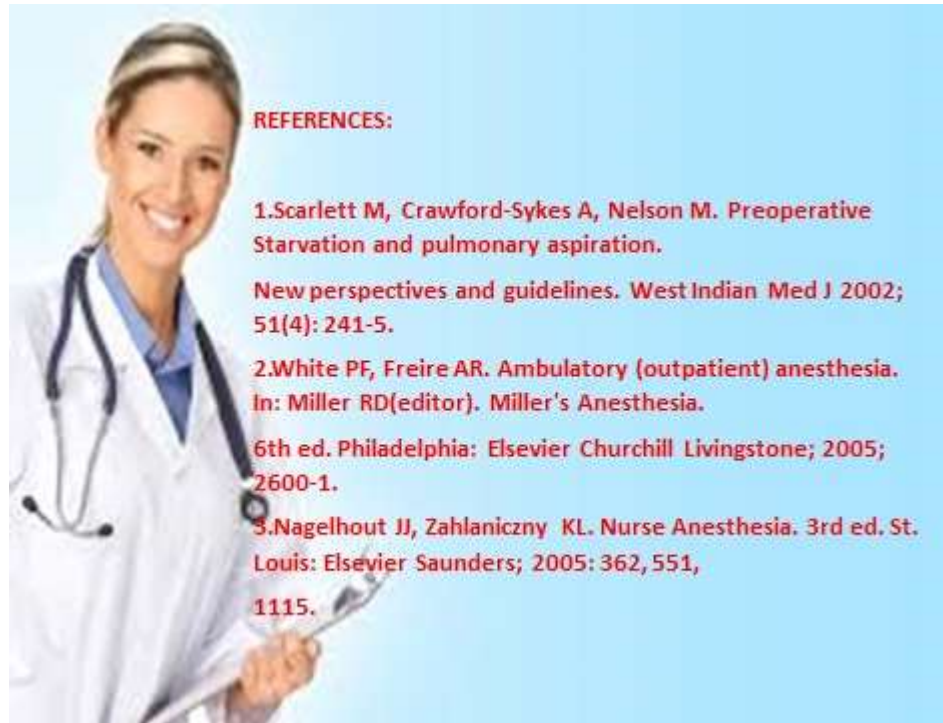 REFERENCES:
1.Scarlett M, Crawford-Sykes A, Nelson M. Preoperative
Starvation and pulmonary aspiration.
New perspectives and guidelines. West Indian Med J 2002;
51(4): 241-5.
2.White PF, Freire AR. Ambulatory (outpatient) anesthesia.
In: Miller RD(editor). Miller's Anesthesia.
6th ed. Philadelphia: Elsevier Churchill Livingstone; 2005;
2600-1.
3.Nagelhout JJ, Zahlaniczny KL. Nurse Anesthesia. 3rd ed. St.
Louis: Elsevier Saunders; 2005: 362, 551,
1115.